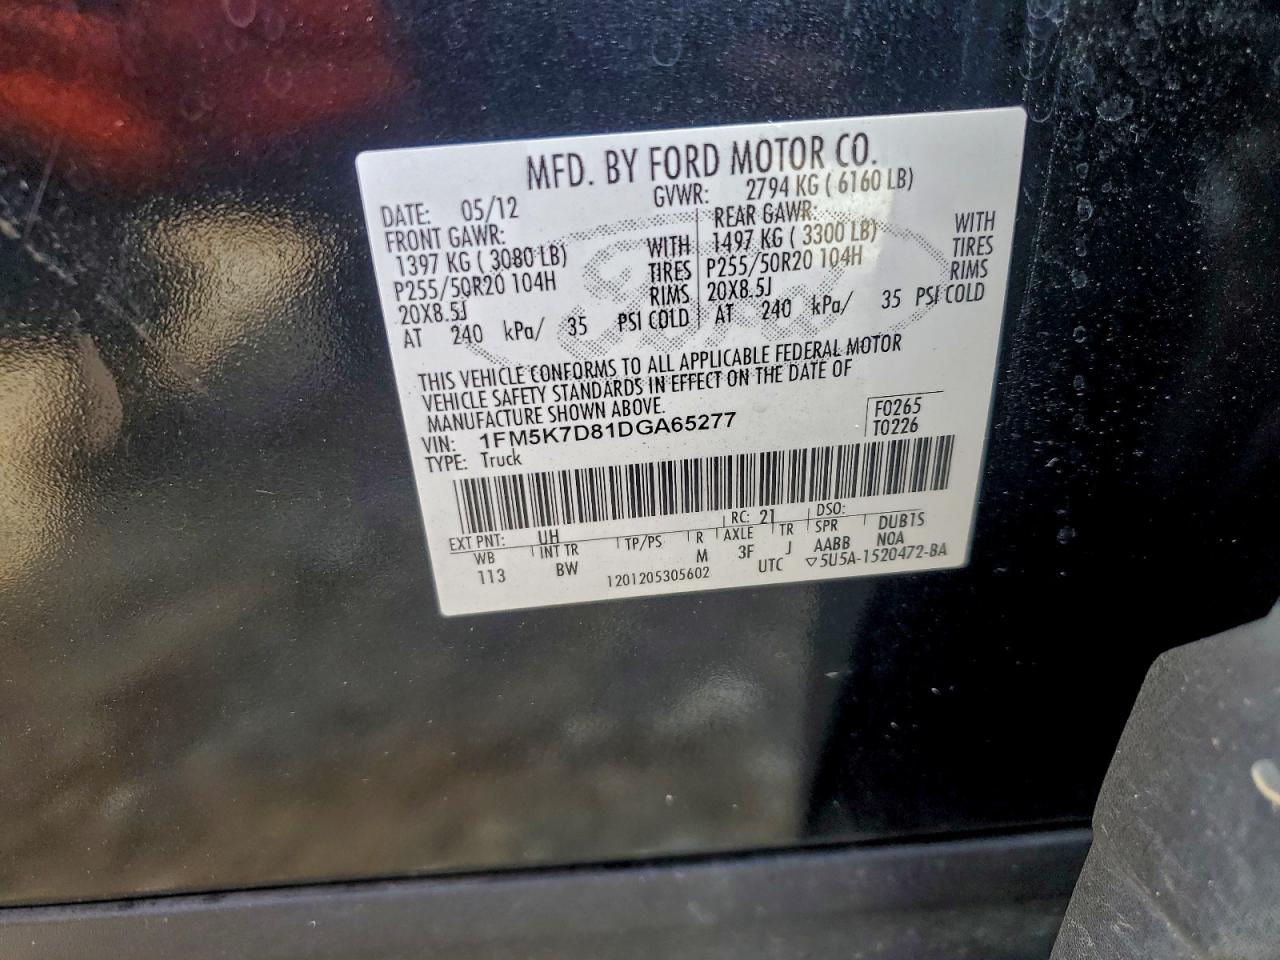 MFD. BY FORD MOTOR CO.
DATE: 05/12 GVWR: 2794 KG ( 6160 LB)
FRONT GAWR: REAR GAWR:
1397 KG ( 3080 LB) WITH 1497 KG ( 3300 LB) WITH
P255/50R20 104H TIRES P255/50R20 104H TIRES
20X8.5J RIMS 20X8.5J RIMS
AT 240 kPa/ 35 PSI COLD AT 240 kPa/ 35 PSI COLD
THIS VEHICLE CONFORMS TO ALL APPLICABLE FEDERAL MOTOR
VEHICLE SAFETY STANDARDS IN EFFECT ON THE DATE OF
MANUFACTURE SHOWN ABOVE.
VIN: 1FM5K7D81DGA65277 F0265
TYPE: Truck T0226
EXT PNT: UH RC: 21 DSO:
WB INT TR TP/PS R AXLE TR SPR DUBTS
113 BW M 3F J AABB NOA
1201205305602 UTC ▽5U5A-1520472-BA